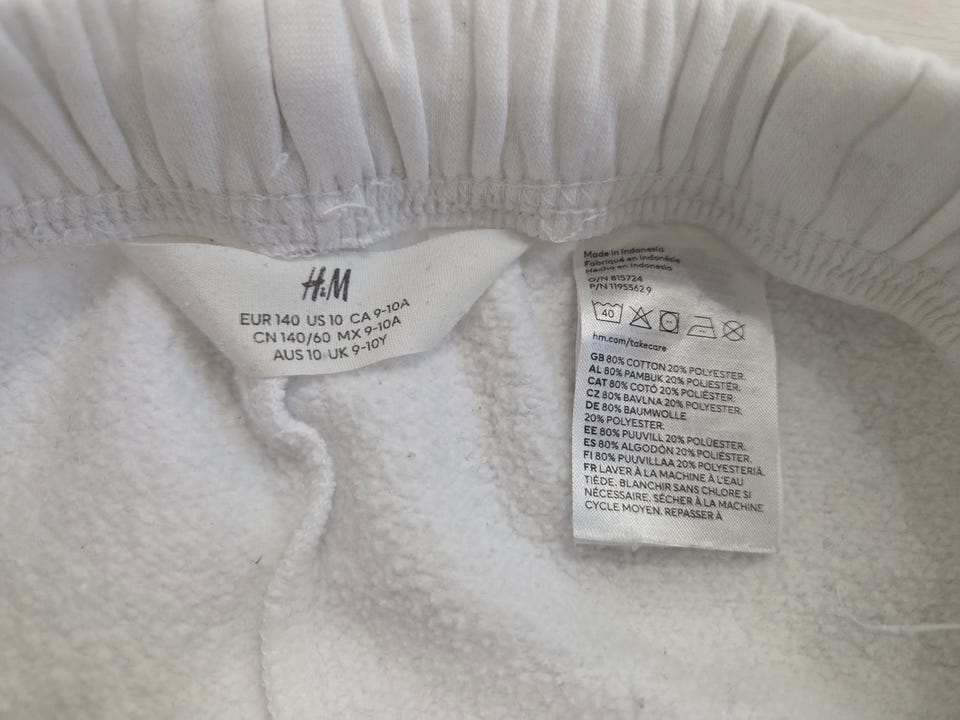 H&M
EUR 140 US 10 CA 9-10A
CN 140/60 MX 9-10A
AUS 10 UK 9-10Y
Made in Indonesia
Fabriqué en Indonésie
Hecho en Indonesia
O/N 815724
P/N 11955629
40
hm.com/takecare
GB 80% COTTON 20% POLYESTER.
AL 80% PAMBUK 20% POLIESTËR.
CAT 80% COTÓ 20% POLIÈSTER.
CZ 80% BAVLNA 20% POLYESTER.
DE 80% BAUMWOLLE
20% POLYESTER.
EE 80% PUUVILL 20% POLÜESTER.
ES 80% ALGODÓN 20% POLIÉSTER.
FI 80% PUUVILLAA 20% POLYESTERIÄ.
FR LAVER À LA MACHINE À L'EAU
TIÈDE. BLANCHIR SANS CHLORE SI
NÉCESSAIRE. SÉCHER À LA MACHINE
CYCLE MOYEN. REPASSER À